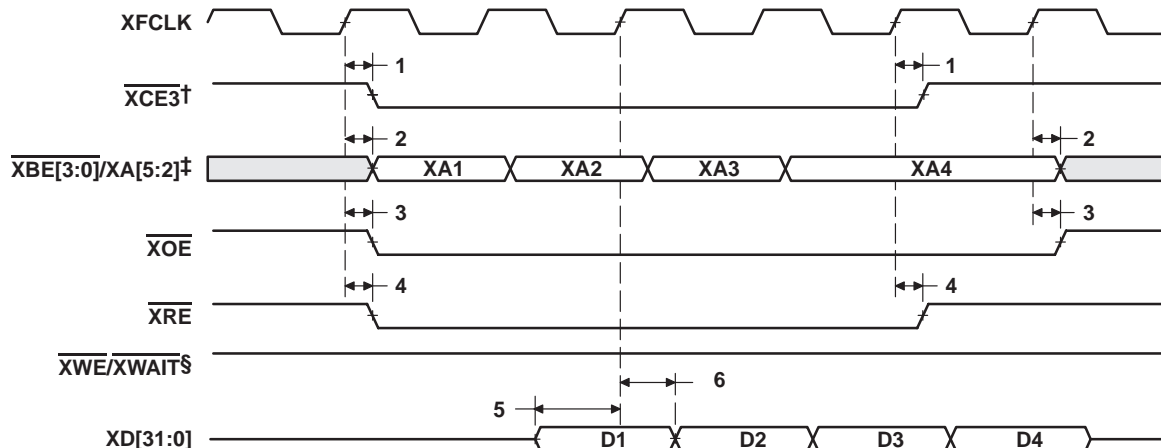 XFCLK
1 1
XCE3†
2 2
XBE[3:0]/XA[5:2]‡ XA1 XA2 XA3 XA4
3 3
XOE
4 4
XRE
XWE/XWAIT§
6
5
XD[31:0] D1 D2 D3 D4